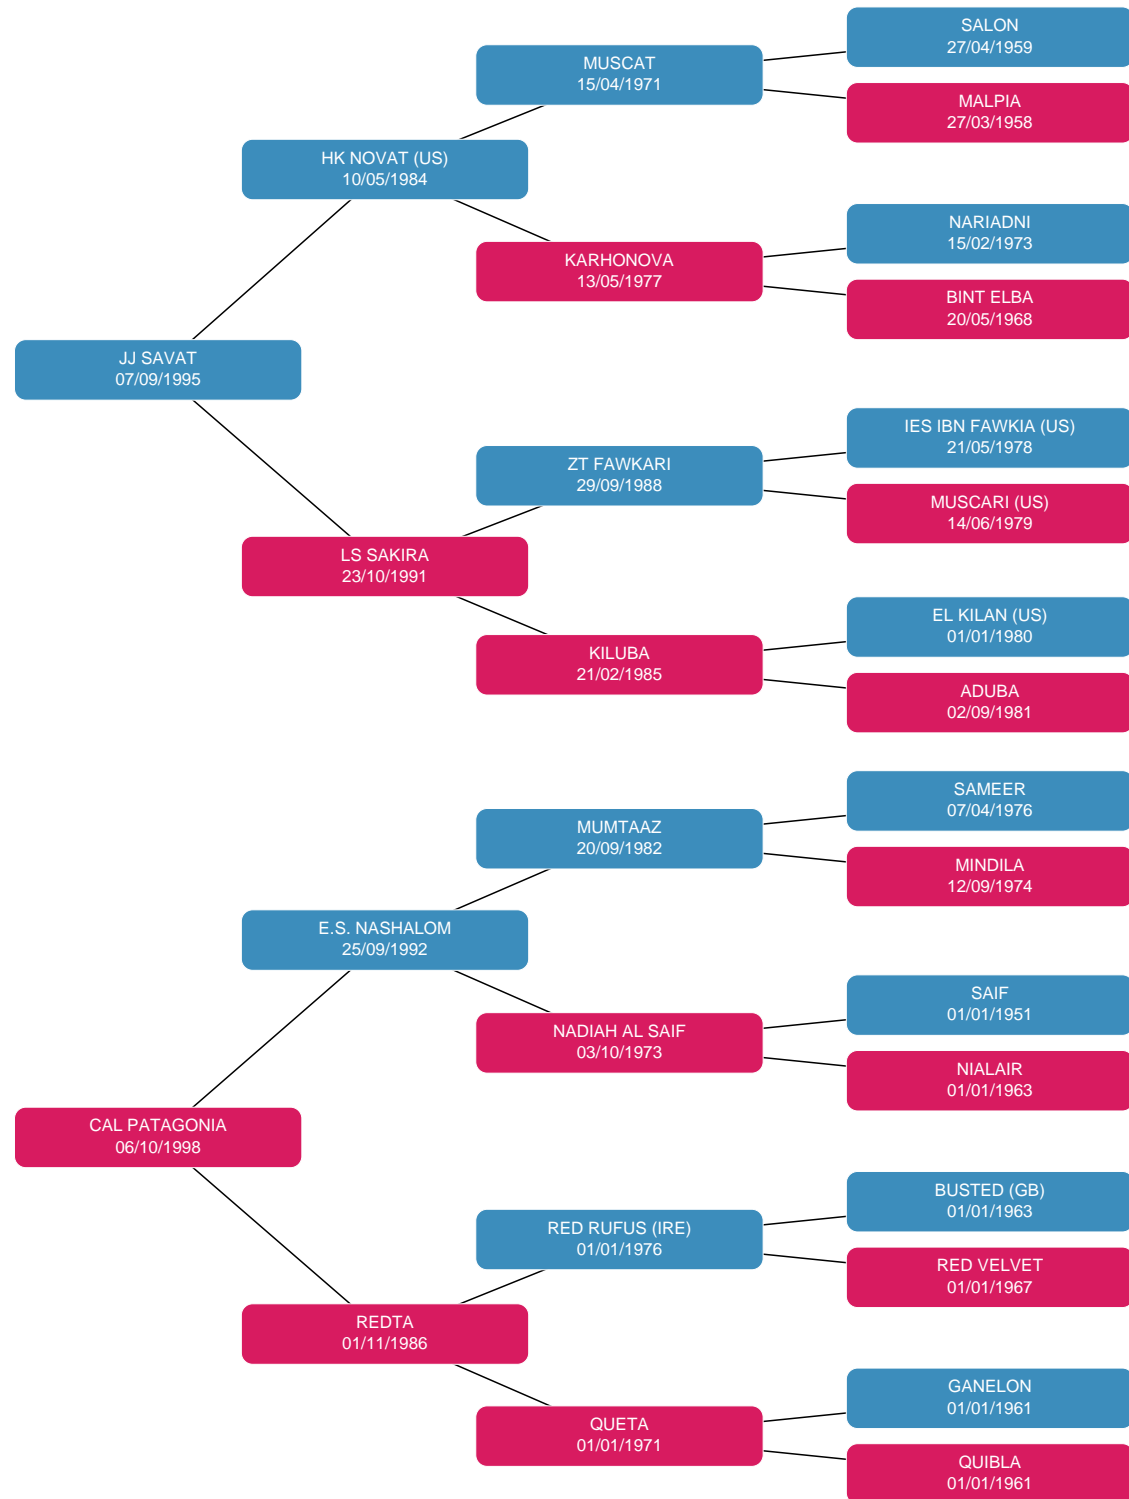 SALON
27/04/1959
MUSCAT
15/04/1971
MALPIA
27/03/1958
HK NOVAT (US)
10/05/1984
NARIADNI
15/02/1973
KARHONOVA
13/05/1977
BINT ELBA
20/05/1968
JJ SAVAT
07/09/1995
IES IBN FAWKIA (US)
21/05/1978
ZT FAWKARI
29/09/1988
MUSCARI (US)
14/06/1979
LS SAKIRA
23/10/1991
EL KILAN (US)
01/01/1980
KILUBA
21/02/1985
ADUBA
02/09/1981
SAMEER
07/04/1976
MUMTAAZ
20/09/1982
MINDILA
12/09/1974
E.S. NASHALOM
25/09/1992
SAIF
01/01/1951
NADIAH AL SAIF
03/10/1973
NIALAIR
01/01/1963
CAL PATAGONIA
06/10/1998
BUSTED (GB)
01/01/1963
RED RUFUS (IRE)
01/01/1976
RED VELVET
01/01/1967
REDTA
01/11/1986
GANELON
01/01/1961
QUETA
01/01/1971
QUIBLA
01/01/1961